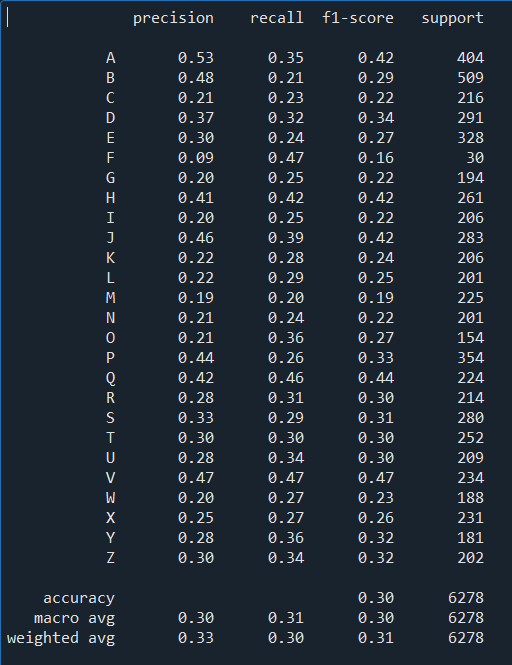 precision recall f1-score support
A 0.53 0.35 0.42 404
B 0.48 0.21 0.29 509
C 0.21 0.23 0.22 216
D 0.37 0.32 0.34 291
E 0.30 0.24 0.27 328
F 0.09 0.47 0.16 30
G 0.20 0.25 0.22 194
H 0.41 0.42 0.42 261
I 0.20 0.25 0.22 206
J 0.46 0.39 0.42 283
K 0.22 0.28 0.24 206
L 0.22 0.29 0.25 201
M 0.19 0.20 0.19 225
N 0.21 0.24 0.22 201
O 0.21 0.36 0.27 154
P 0.44 0.26 0.33 354
Q 0.42 0.46 0.44 224
R 0.28 0.31 0.30 214
S 0.33 0.29 0.31 280
T 0.30 0.30 0.30 252
U 0.28 0.34 0.30 209
V 0.47 0.47 0.47 234
W 0.20 0.27 0.23 188
X 0.25 0.27 0.26 231
Y 0.28 0.36 0.32 181
Z 0.30 0.34 0.32 202
accuracy 0.30 6278
macro avg 0.30 0.31 0.30 6278
weighted avg 0.33 0.30 0.31 6278